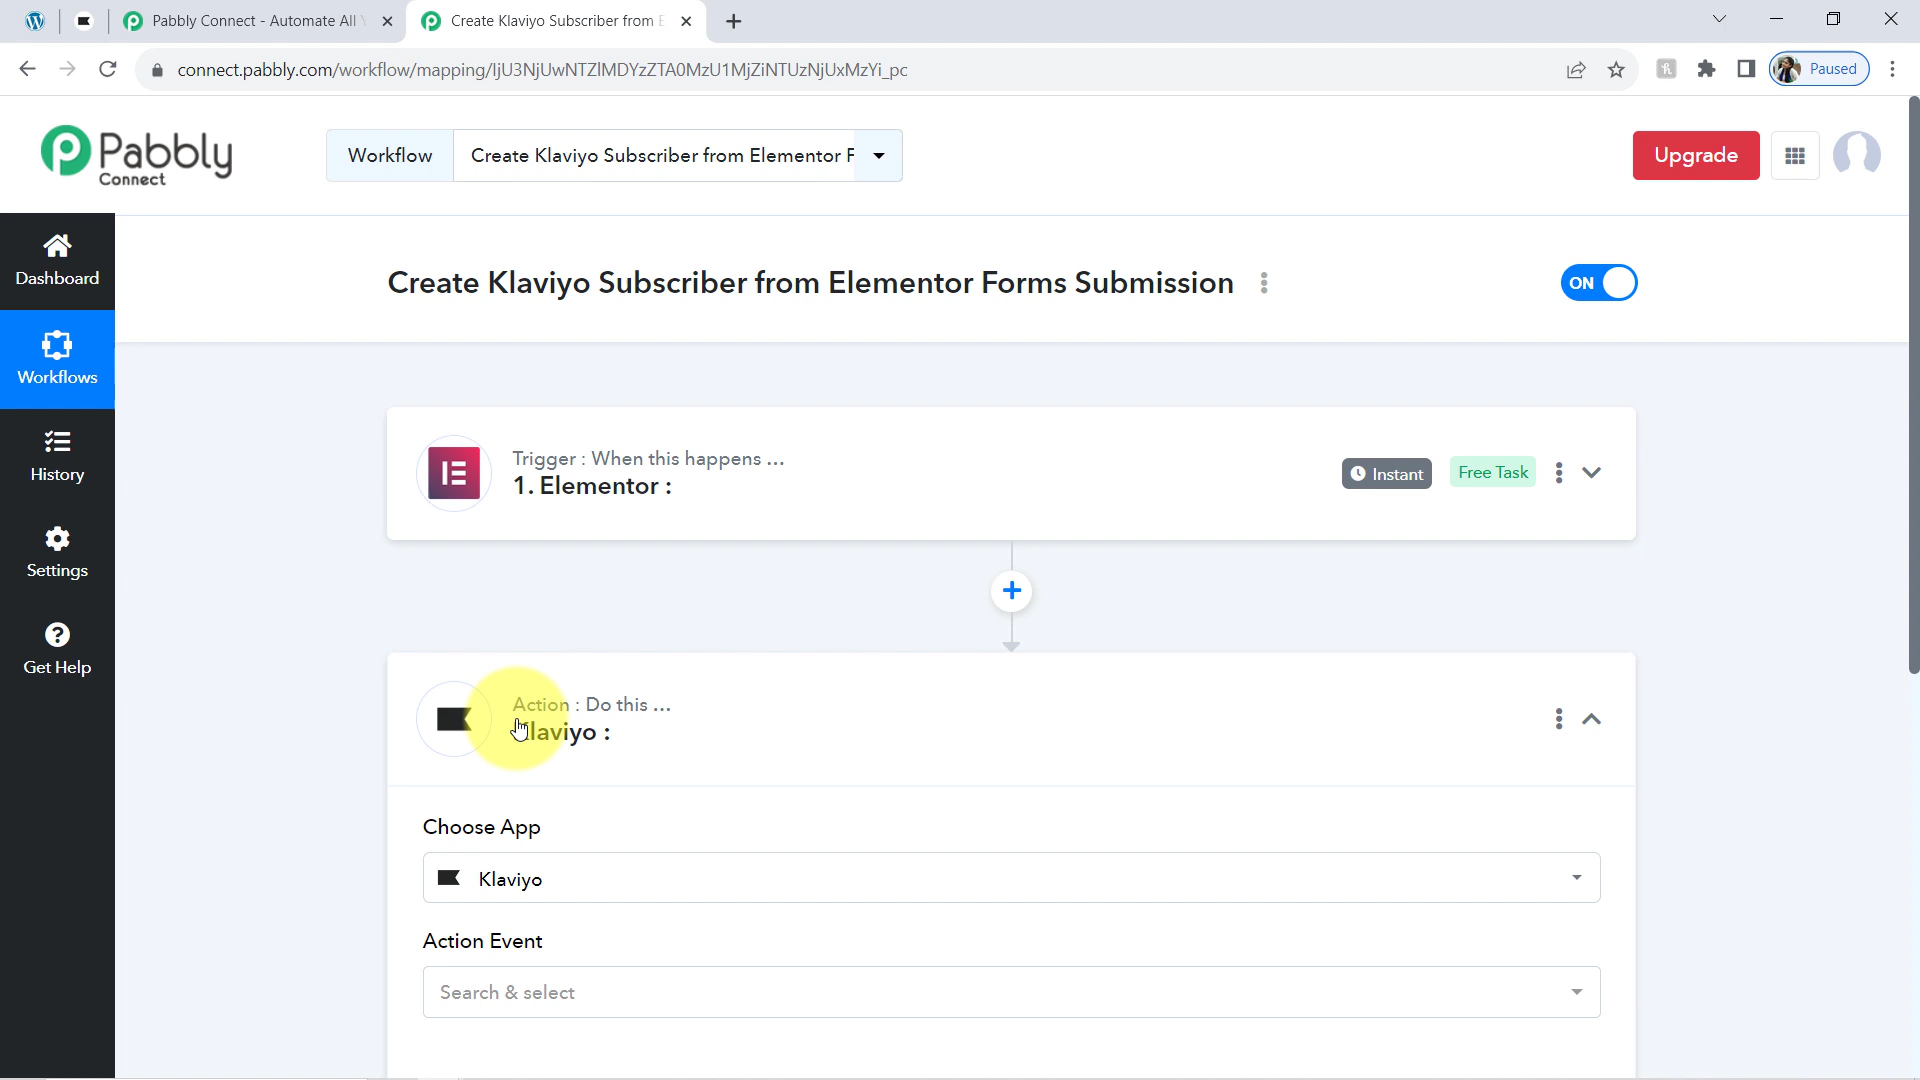 Pabbly Connect - Automate All
Create Klaviyo Subscriber from E
connect.pabbly.com/workflow/mapping/IjU3NjUwNTZlMDYzZTA0MzU1MjZiNTUzNjUxMzYi_pc
Paused
Pabbly
Connect
Workflow
Create Klaviyo Subscriber from Elementor F
Upgrade
Dashboard
Workflows
History
Settings
Get Help
Create Klaviyo Subscriber from Elementor Forms Submission
ON
Trigger : When this happens ...
1. Elementor :
Instant
Free Task
Action : Do this ...
Klaviyo :
Choose App
Klaviyo
Action Event
Search & select